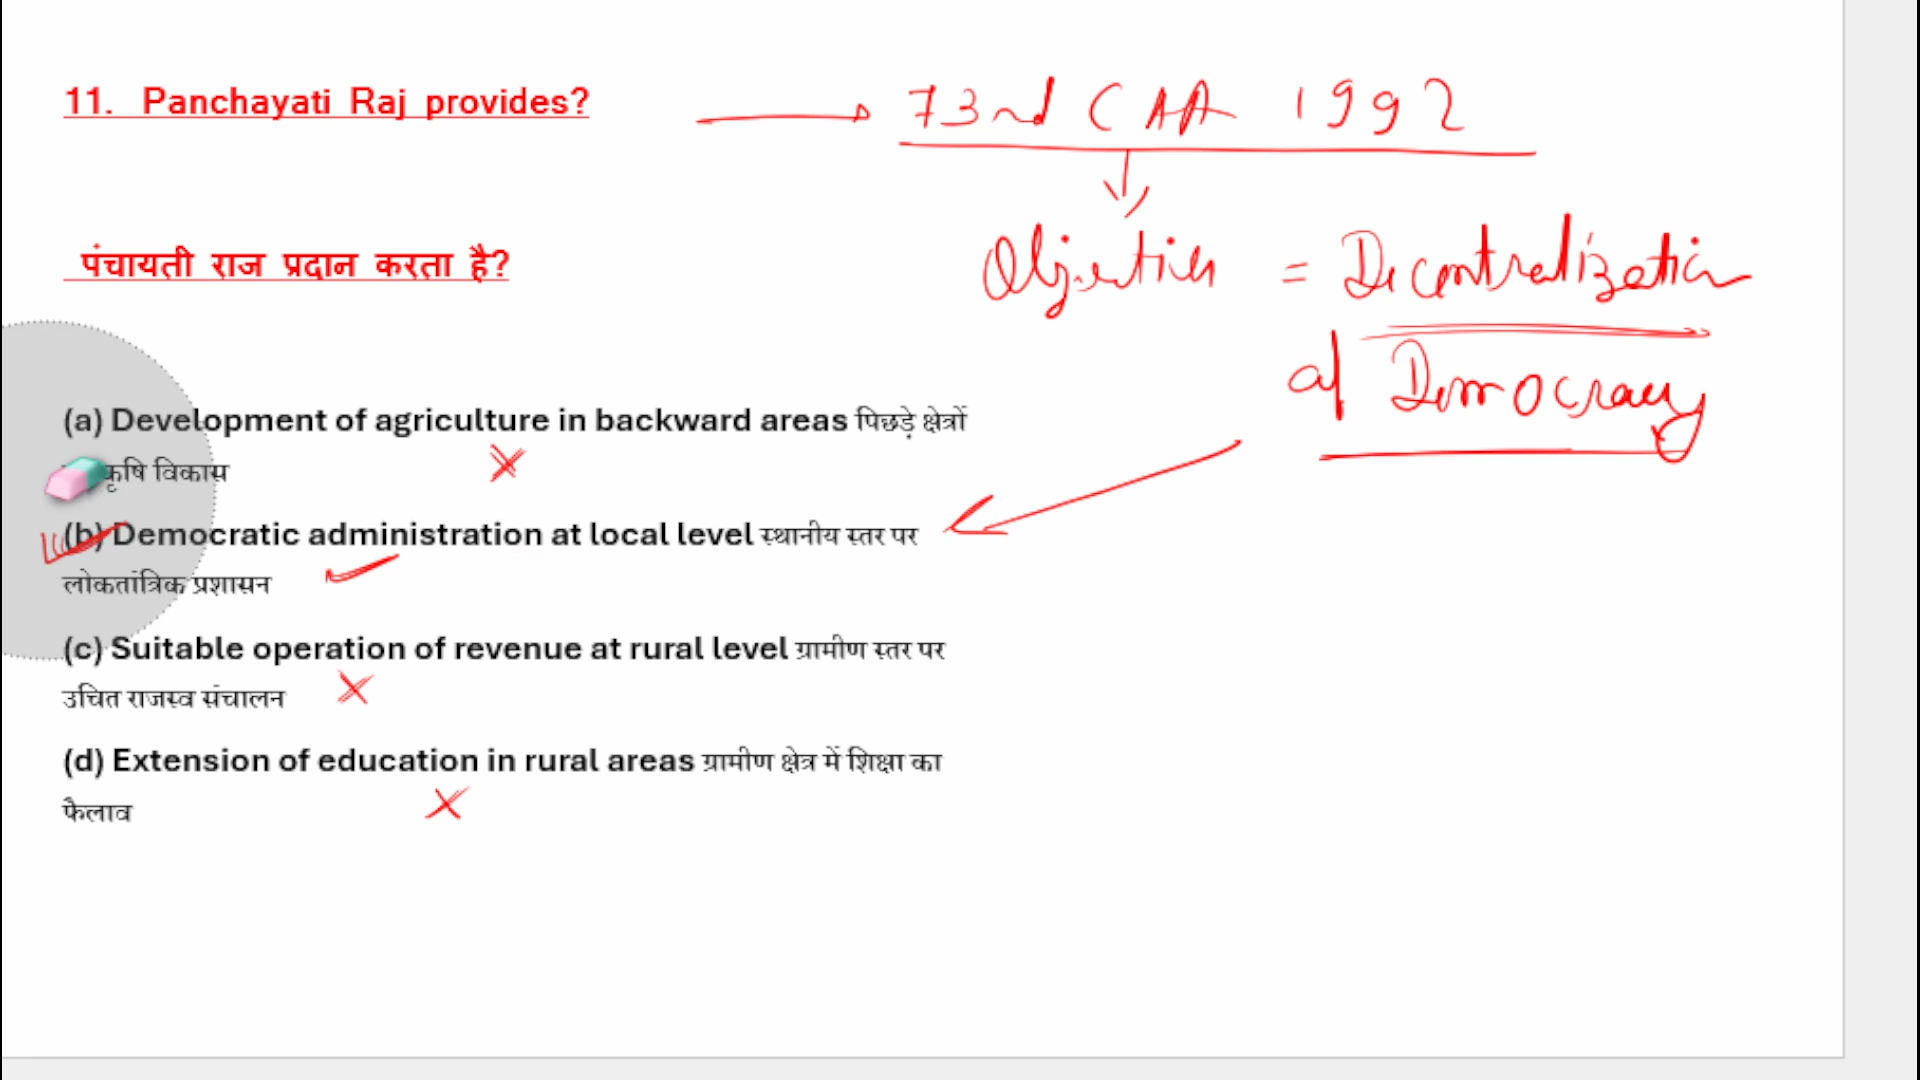 11. Panchayati Raj provides?
73rd CAA 1992
पंचायती राज प्रदान करता है?
Objective = Decentralization
of Democracy
(a) Development of agriculture in backward areas पिछड़े क्षेत्रों
कृषि विकास
(b) Democratic administration at local level स्थानीय स्तर पर
लोकतांत्रिक प्रशासन
(c) Suitable operation of revenue at rural level ग्रामीण स्तर पर
उचित राजस्व संचालन
(d) Extension of education in rural areas ग्रामीण क्षेत्र में शिक्षा का
फैलाव